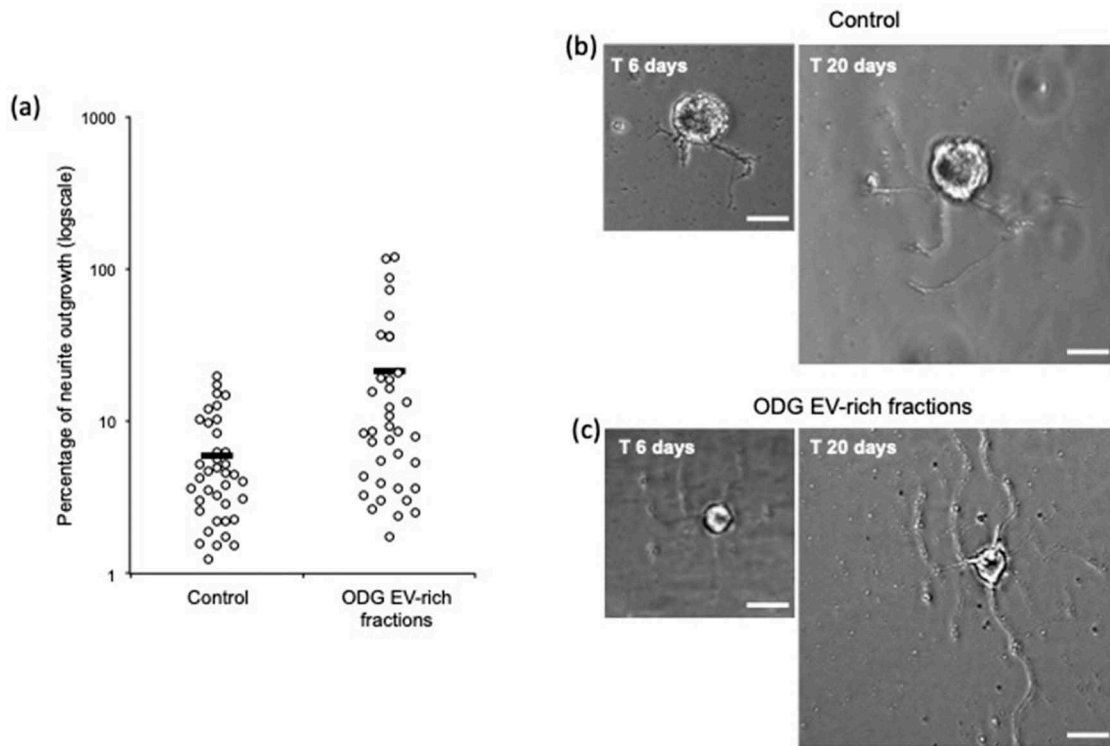 (a)
Percentage of neurite outgrowth (logscale)
1000
100
10
1
Control
ODG EV-rich
fractions
Control
(b)
T 6 days
T 20 days
ODG EV-rich fractions
(c)
T 6 days
T 20 days